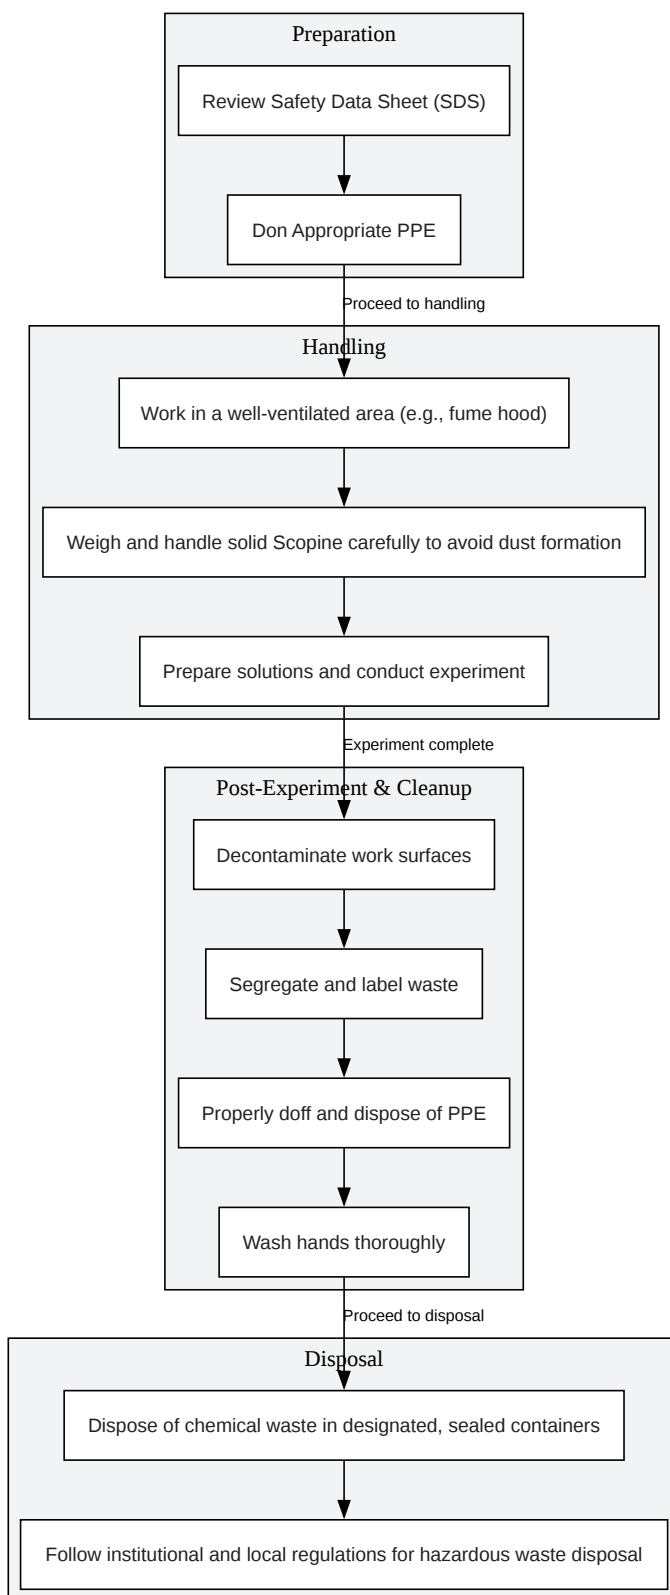 Preparation
Review Safety Data Sheet (SDS)
Don Appropriate PPE
Proceed to handling
Handling
Work in a well-ventilated area (e.g., fume hood)
Weigh and handle solid Scopine carefully to avoid dust formation
Prepare solutions and conduct experiment
Experiment complete
Post-Experiment & Cleanup
Decontaminate work surfaces
Segregate and label waste
Properly doff and dispose of PPE
Wash hands thoroughly
Proceed to disposal
Disposal
Dispose of chemical waste in designated, sealed containers
Follow institutional and local regulations for hazardous waste disposal